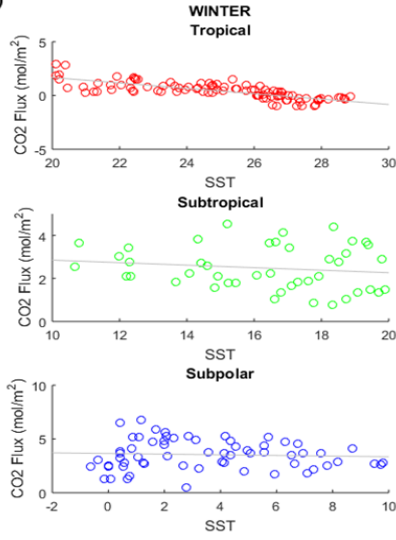 )
WINTER
Tropical
CO2 Flux (mol/m²)
5
0
-5
20 22 24 26 28 30
SST
Subtropical
CO2 Flux (mol/m²)
4
2
0
10 12 14 16 18 20
SST
Subpolar
CO2 Flux (mol/m²)
10
5
0
-2 0 2 4 6 8 10
SST